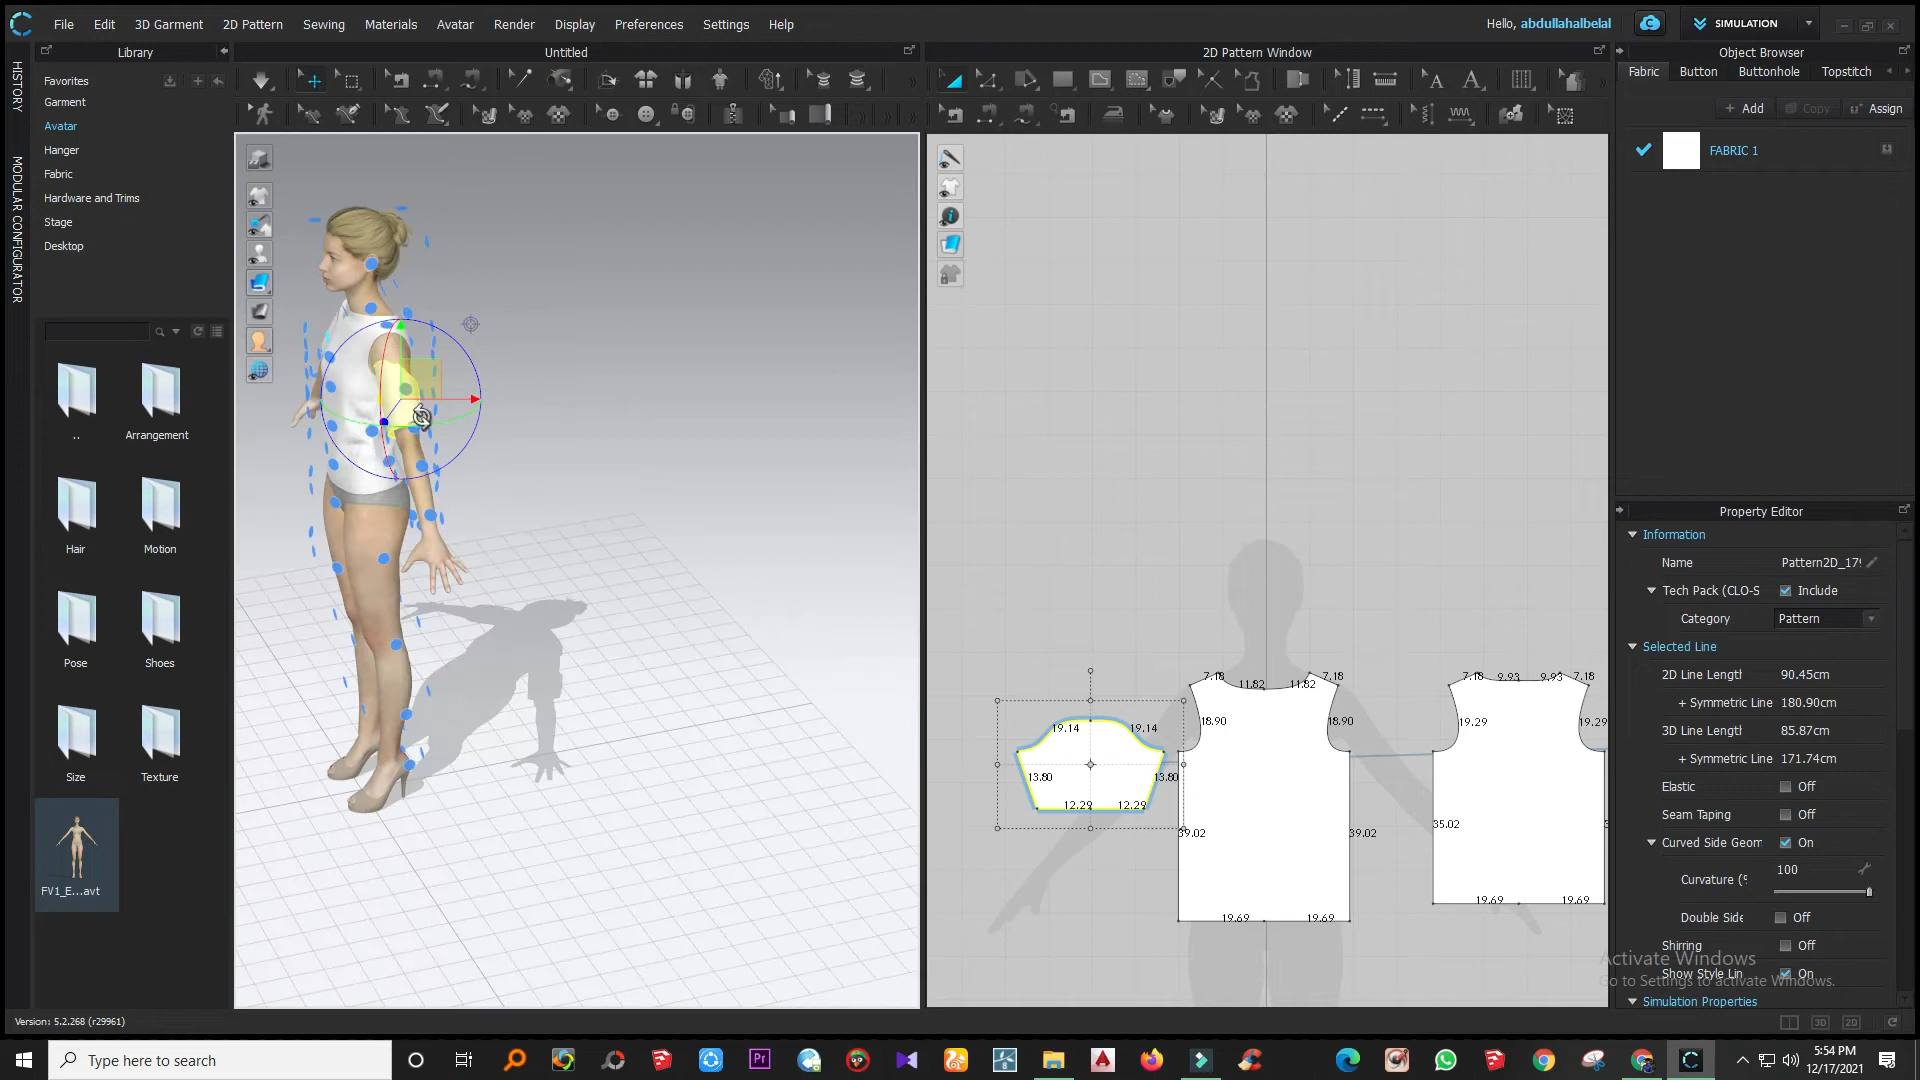 File Edit 3D Garment 2D Pattern Sewing Materials Avatar Render Display Preferences Settings Help
Hello, abdullahalbelal
SIMULATION
Library
Untitled
2D Pattern Window
Object Browser
HISTORY
MODULAR CONFIGURATOR
Favorites
Garment
Avatar
Hanger
Fabric
Hardware and Trims
Stage
Desktop
Fabric Button Buttonhole Topstitch
+ Add Copy Assign
FABRIC 1
..
Arrangement
Hair
Motion
Pose
Shoes
Size
Texture
FV1_E...avt
7.18 11.82 11.82 7.18
7.18 9.93 9.93 7.18
19.14 19.14
18.90 18.90
19.29 19.29
13.80 13.80
12.29 12.29
39.02 39.02
35.02
19.69 19.69
19.69 19.69
Property Editor
Information
Name Pattern2D_17
Tech Pack (CLO-S Include
Category Pattern
Selected Line
2D Line Length 90.45cm
+ Symmetric Line 180.90cm
3D Line Length 85.87cm
+ Symmetric Line 171.74cm
Elastic Off
Seam Taping Off
Curved Side Geom On
Curvature (% 100
Double Side Off
Shirring Off
Show Style Lin On
Simulation Properties
Activate Windows
Go to Settings to activate Windows.
Version: 5.2.268 (r29961)
3D 2D
Type here to search
Pr
5:54 PM
12/17/2021